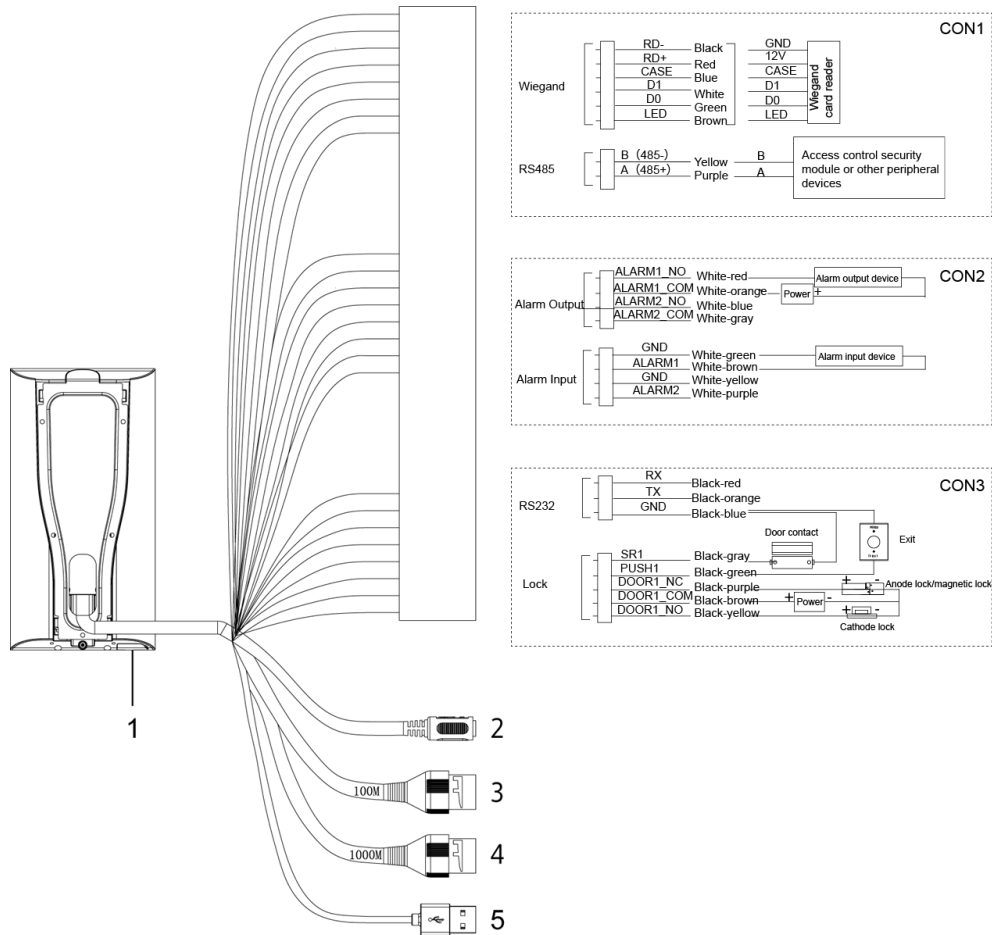 CON1
Wiegand
RD- Black GND
RD+ Red 12V
CASE Blue CASE
D1 White D1
D0 Green D0
LED Brown LED
Wiegand
card reader
RS485
B (485-) Yellow B
A (485+) Purple A
Access control security
module or other peripheral
devices
CON2
Alarm Output
ALARM1_NO White-red Alarm output device
ALARM1_COM White-orange Power +
ALARM2_NO White-blue
ALARM2_COM White-gray
Alarm Input
GND White-green Alarm input device
ALARM1 White-brown
GND White-yellow
ALARM2 White-purple
CON3
RS232
RX Black-red
TX Black-orange
GND Black-blue
Door contact
Exit
Lock
SR1 Black-gray
PUSH1 Black-green
DOOR1_NC Black-purple + - Anode lock/magnetic lock
DOOR1_COM Black-brown + Power -
DOOR1_NO Black-yellow + -
Cathode lock
1
2
100M 3
1000M 4
5